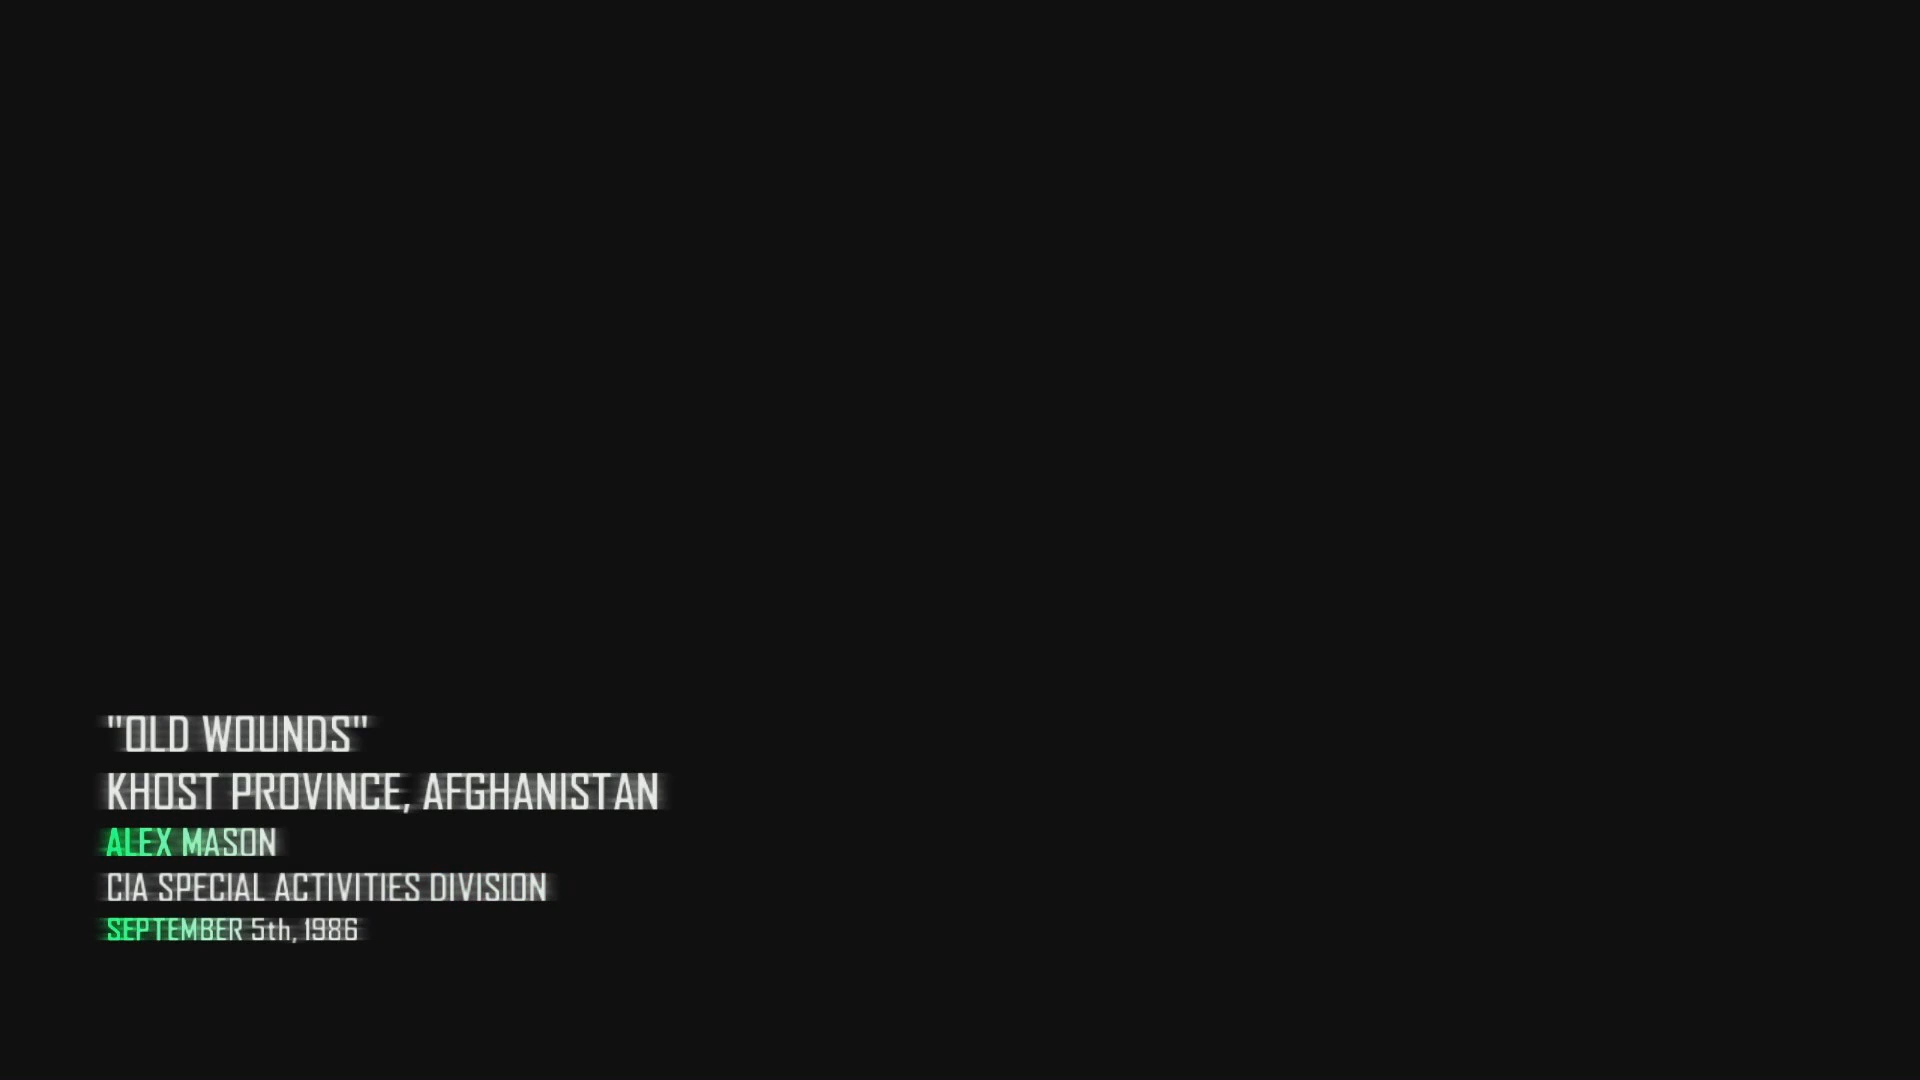 "OLD WOUNDS"
KHOST PROVINCE, AFGHANISTAN
ALEX MASON
CIA SPECIAL ACTIVITIES DIVISION
SEPTEMBER 5th, 1986